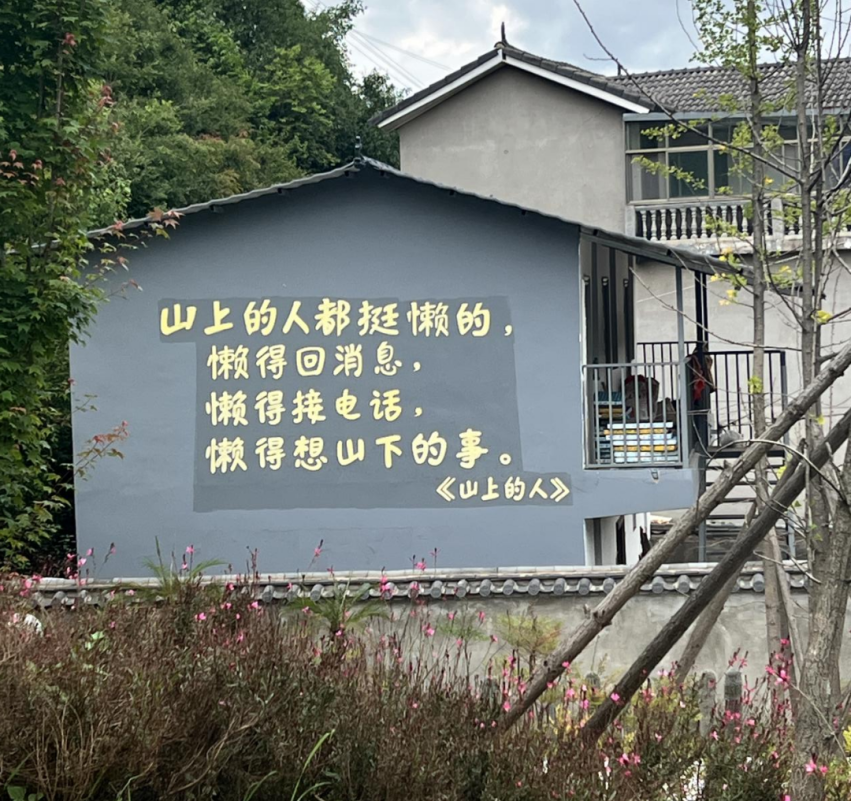 山上的人都挺懒的，
懒得回消息，
懒得接电话，
懒得想山下的事。
《山上的人》